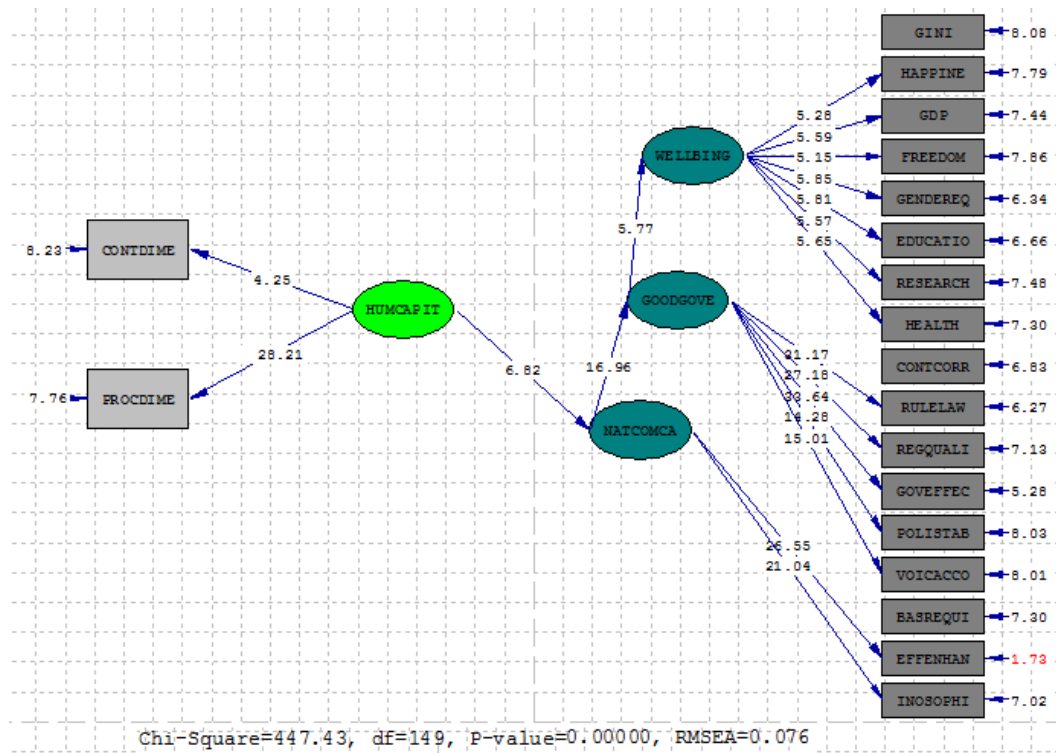 GINI 8.08
HAPPINE 7.79
5.28
GDP 7.44
5.59
WELLBING 5.15 FREEDOM 7.86
5.85
GENDEREQ 6.34
5.81
5.57
CONTDIME 8.23
5.77
5.65
EDUCATIO 6.66
4.25
RESEARCH 7.48
HUMCAPIT
GOODGOVE
HEALTH 7.30
28.21
31.17
6.82
16.96
27.18
CONTCORR 6.83
33.64
PROCDIME 7.76
14.28
RULELAW 6.27
15.01
NATCOMCA
REGQUALI 7.13
GOVEFFEC 5.28
POLISTAB 8.03
26.55
21.04
VOICACCO 8.01
BASREQUI 7.30
EFFENHAN 1.73
INOSOPHI 7.02
Chi-Square=447.43, df=149, P-value=0.00000, RMSEA=0.076